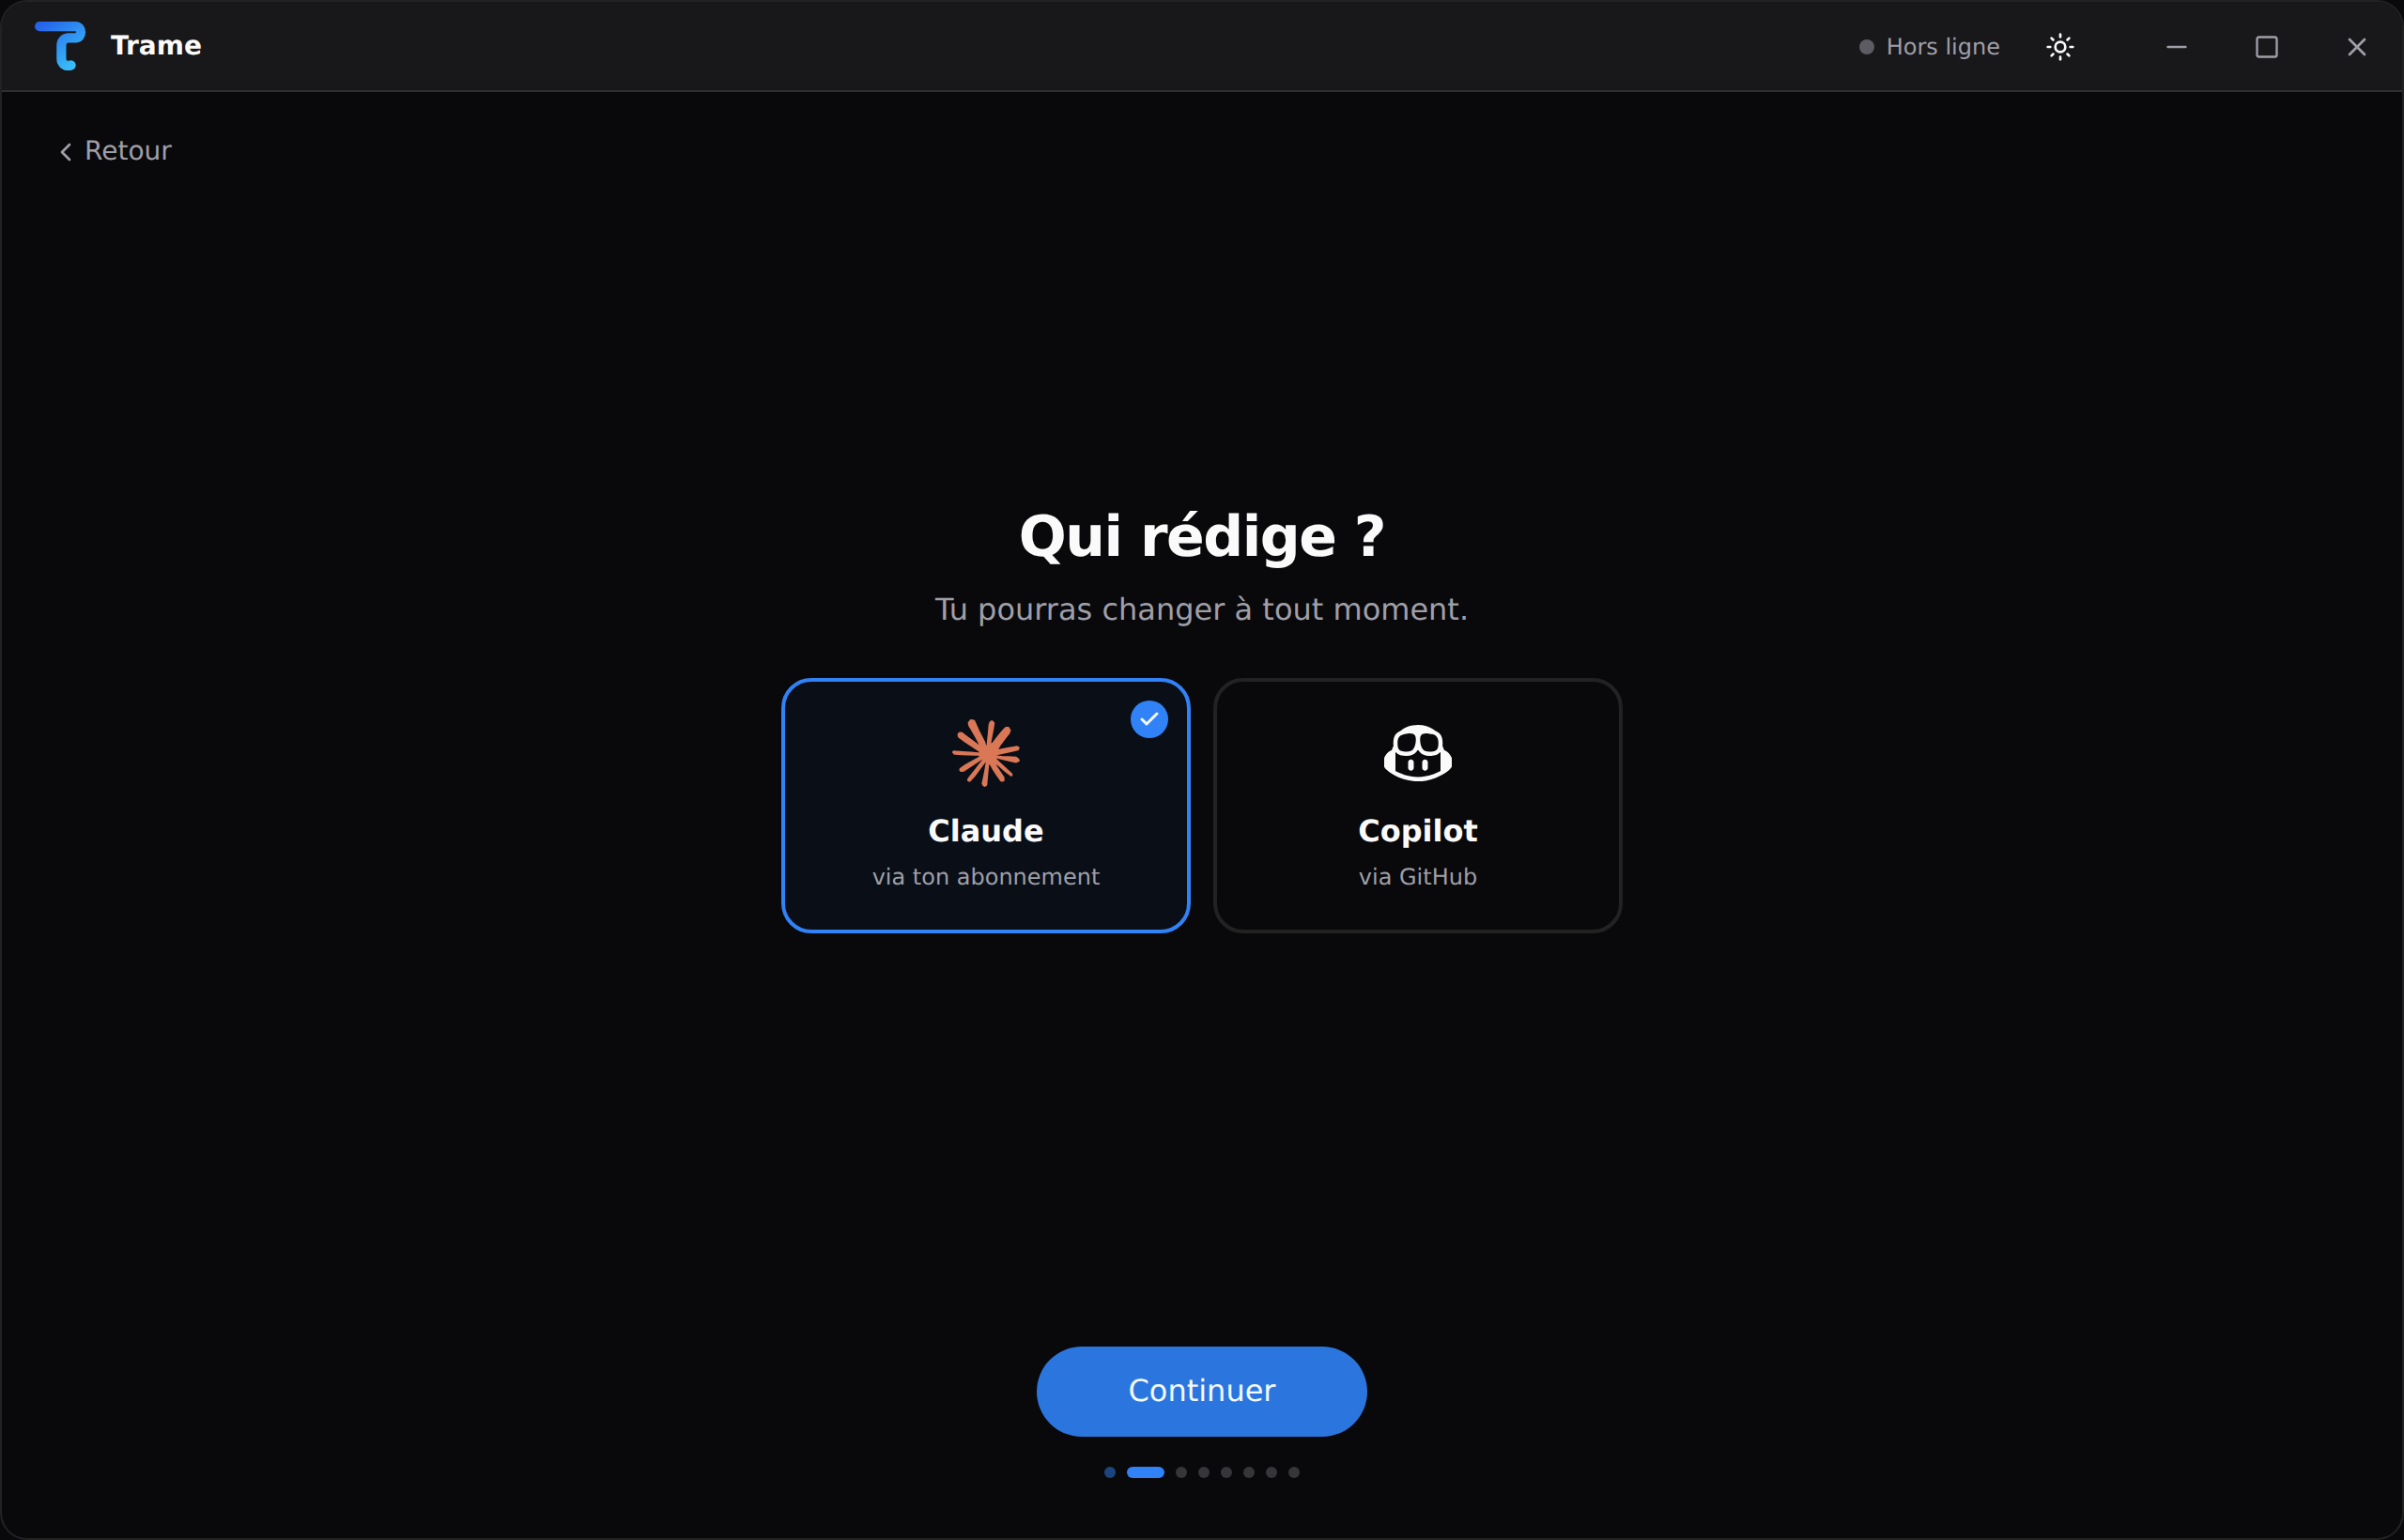 Trame
Hors ligne
Retour
Qui rédige ?
Tu pourras changer à tout moment.
Claude
via ton abonnement
Copilot
via GitHub
Continuer